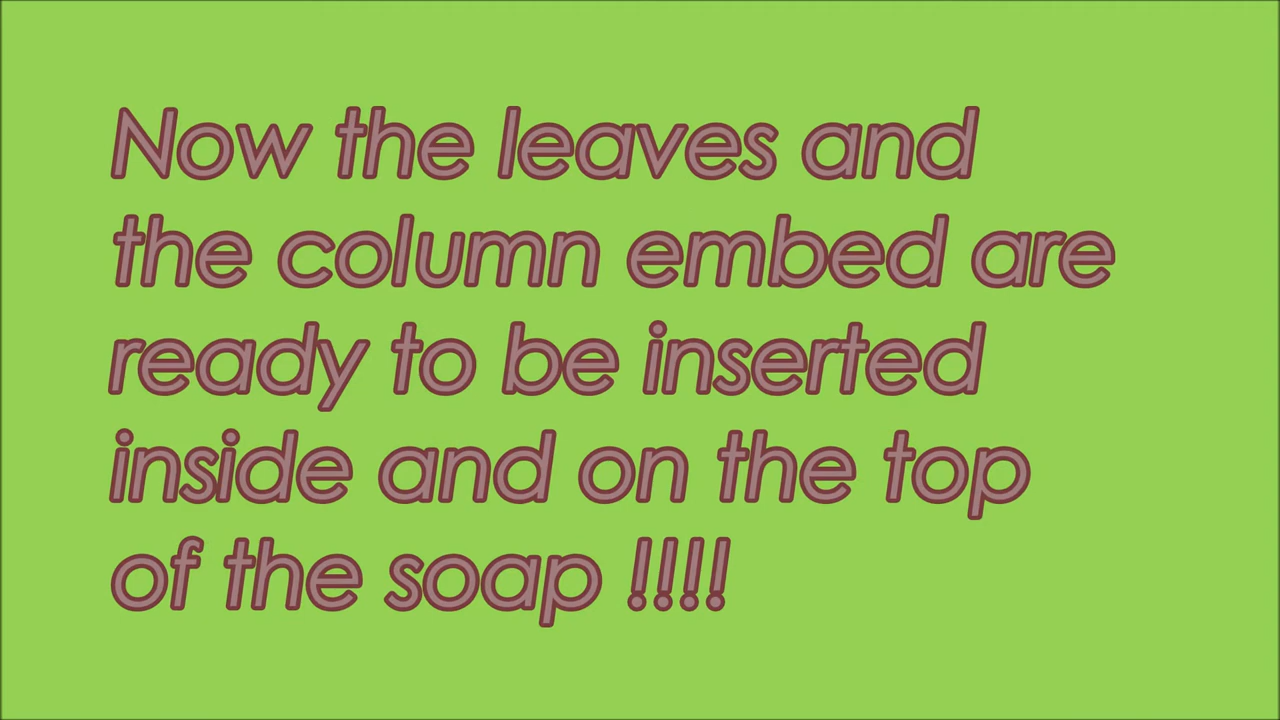 Now the leaves and
the column embed are
ready to be inserted
inside and on the top
of the soap !!!!